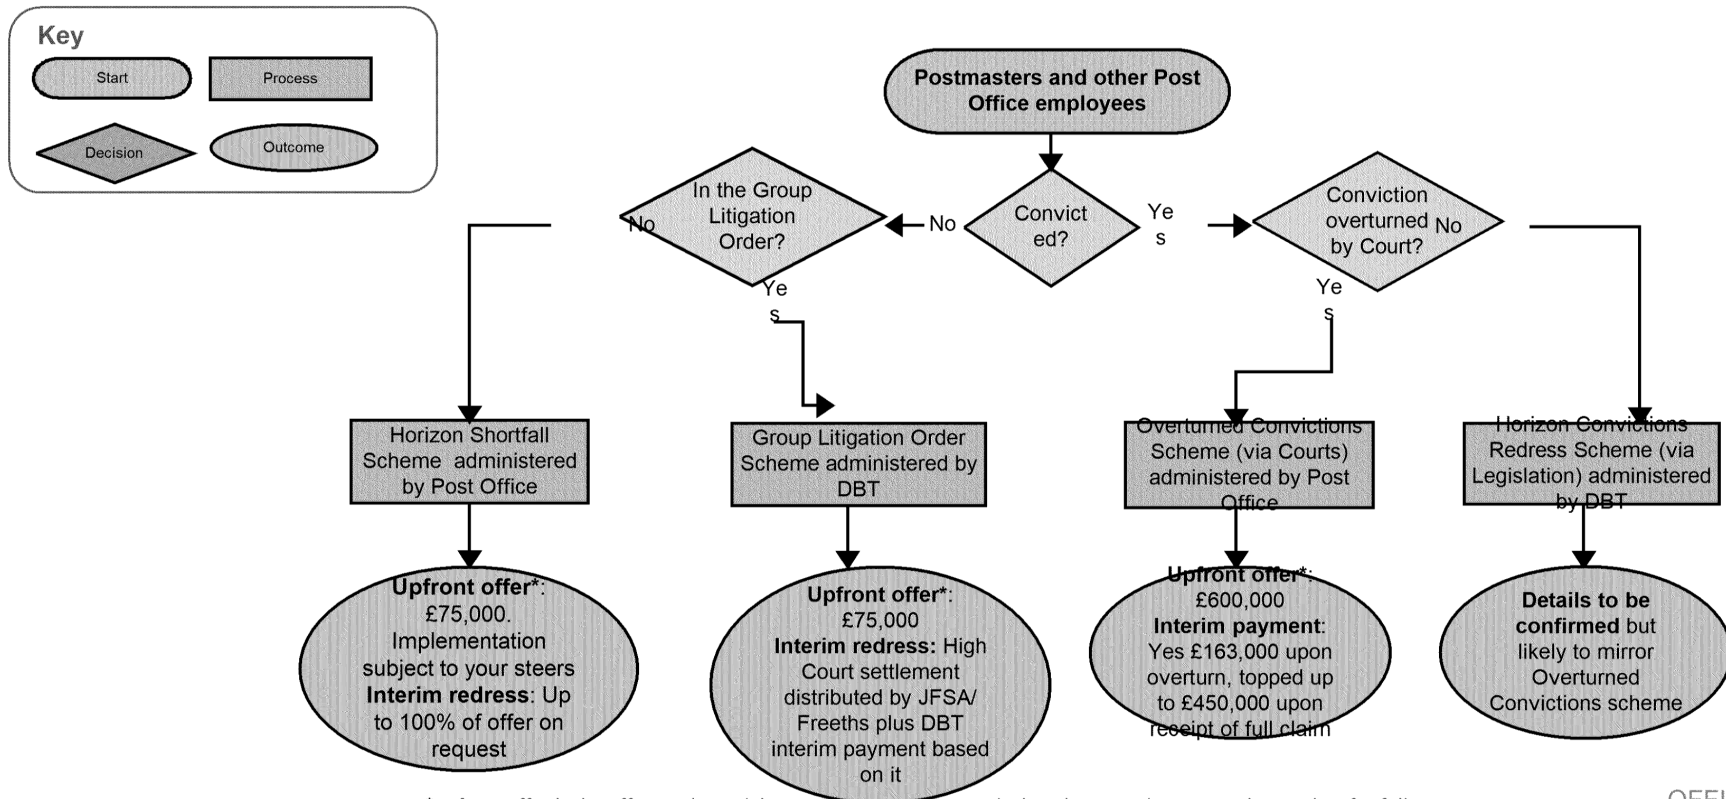 Key
Start
Process
Decision
Outcome
Postmasters and other Post
Office employees
In the Group
Litigation
Order?
No
No
Convict
ed?
Ye
s
Conviction
overturned
by Court?
No
Ye
s
Ye
s
Horizon Shortfall
Scheme administered
by Post Office
Group Litigation Order
Scheme administered by
DBT
Overturned Convictions
Scheme (via Courts)
administered by Post
Office
Horizon Convictions
Redress Scheme (via
Legislation) administered
by DBT
Upfront offer*:
£75,000.
Implementation
subject to your steers
Interim redress: Up
to 100% of offer on
request
Upfront offer*:
£75,000
Interim redress: High
Court settlement
distributed by JFSA/
Freeths plus DBT
interim payment based
on it
Upfront offer*:
£600,000
Interim payment:
Yes £163,000 upon
overturn, topped up
to £450,000 upon
receipt of full claim
Details to be
confirmed but
likely to mirror
Overturned
Convictions scheme